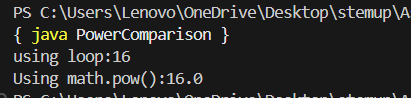 PS C:\Users\Lenovo\OneDrive\Desktop\stemup\A
{ java PowerComparison }
using loop:16
Using math.pow():16.0